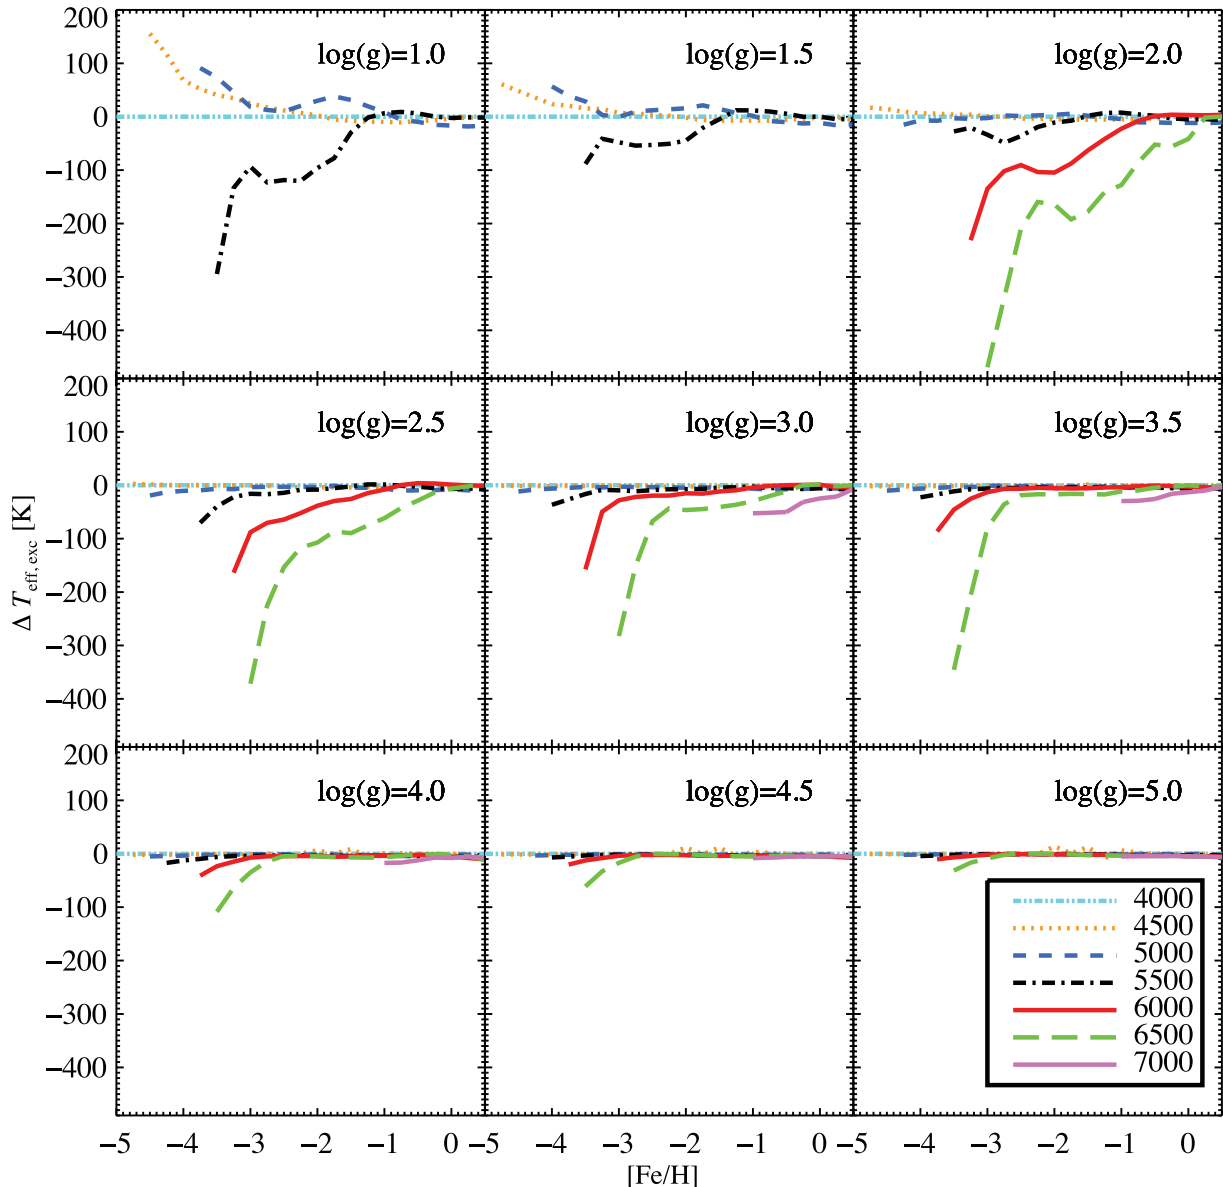 200
100
0
−100
−200
−300
−400
log(g)=1.0
log(g)=1.5
log(g)=2.0
200
100
0
−100
−200
−300
−400
log(g)=2.5
log(g)=3.0
log(g)=3.5
Δ Teff, exc [K]
200
100
0
−100
−200
−300
−400
log(g)=4.0
log(g)=4.5
log(g)=5.0
4000
4500
5000
5500
6000
6500
7000
−5 −4 −3 −2 −1 0
−5 −4 −3 −2 −1 0
−5 −4 −3 −2 −1 0
[Fe/H]